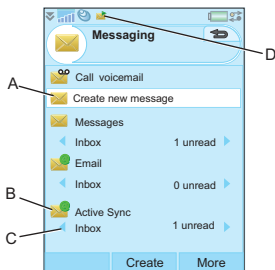 Messaging
D
A
Call voicemail
Create new message
Messages
Inbox 1 unread
Email
Inbox 0 unread
B
Active Sync
C
Inbox 1 unread
Create More